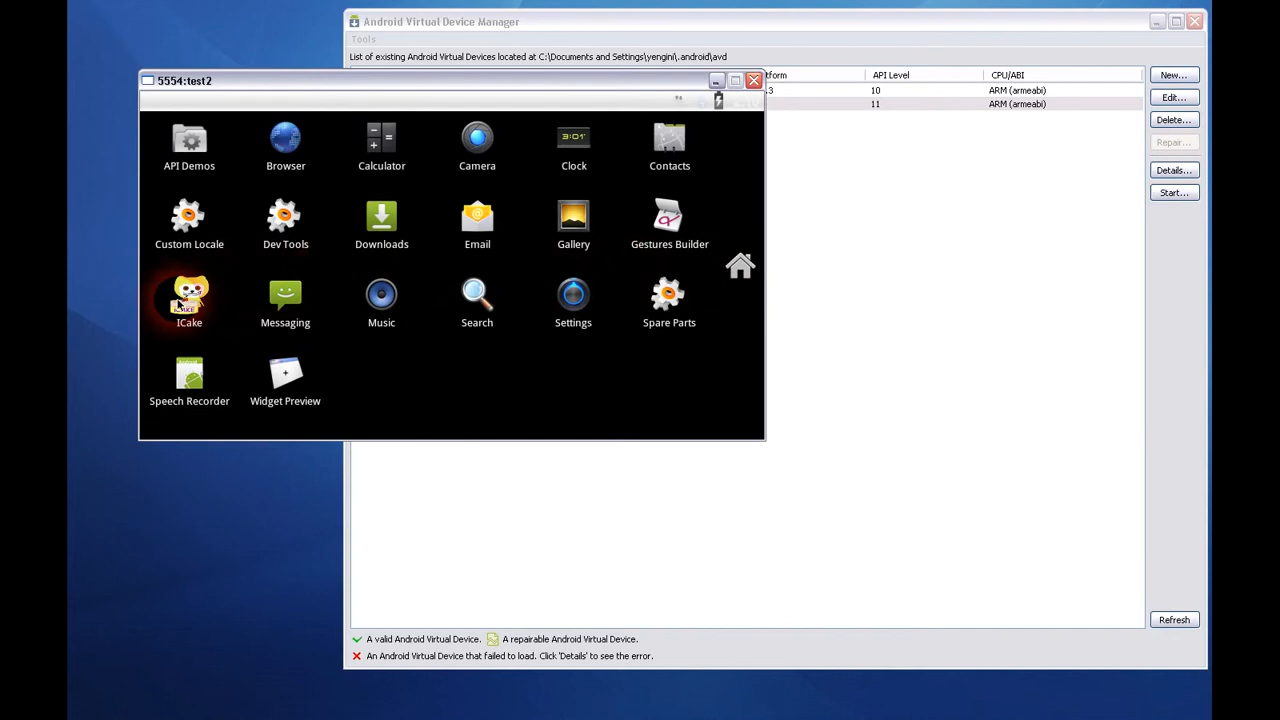 Android Virtual Device Manager
Tools
List of existing Android Virtual Devices located at C:\Documents and Settings\yengini\.android\avd
5554:test2
API Level
CPU/ABI
New...
.3
10
ARM (armeabi)
Edit...
11
ARM (armeabi)
Delete...
Repair...
Details...
Start...
API Demos
Browser
Calculator
Camera
3:01
Clock
Contacts
Custom Locale
Dev Tools
Downloads
Email
Gallery
Gestures Builder
ICAKE
ICake
Messaging
Music
Search
Settings
Spare Parts
Speech Recorder
Widget Preview
Refresh
A valid Android Virtual Device.
A repairable Android Virtual Device.
An Android Virtual Device that failed to load. Click 'Details' to see the error.